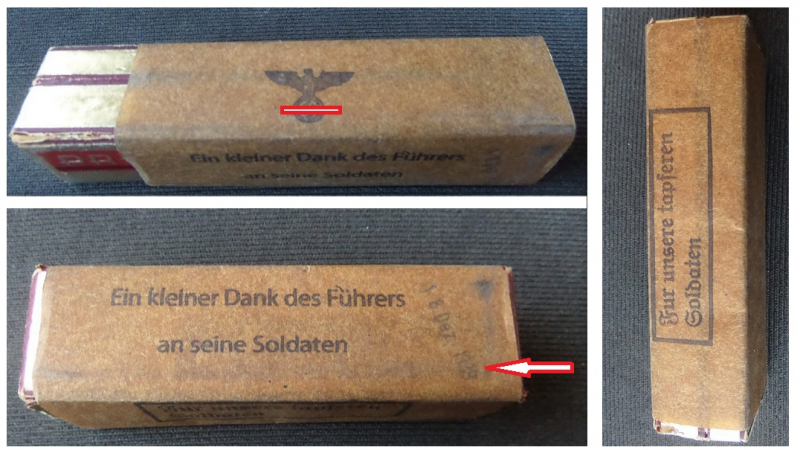 Ein kleiner Dank des Führers
an seine Soldaten
Ein kleiner Dank des Führers
an seine Soldaten
Fur unsere tapferen
Soldaten